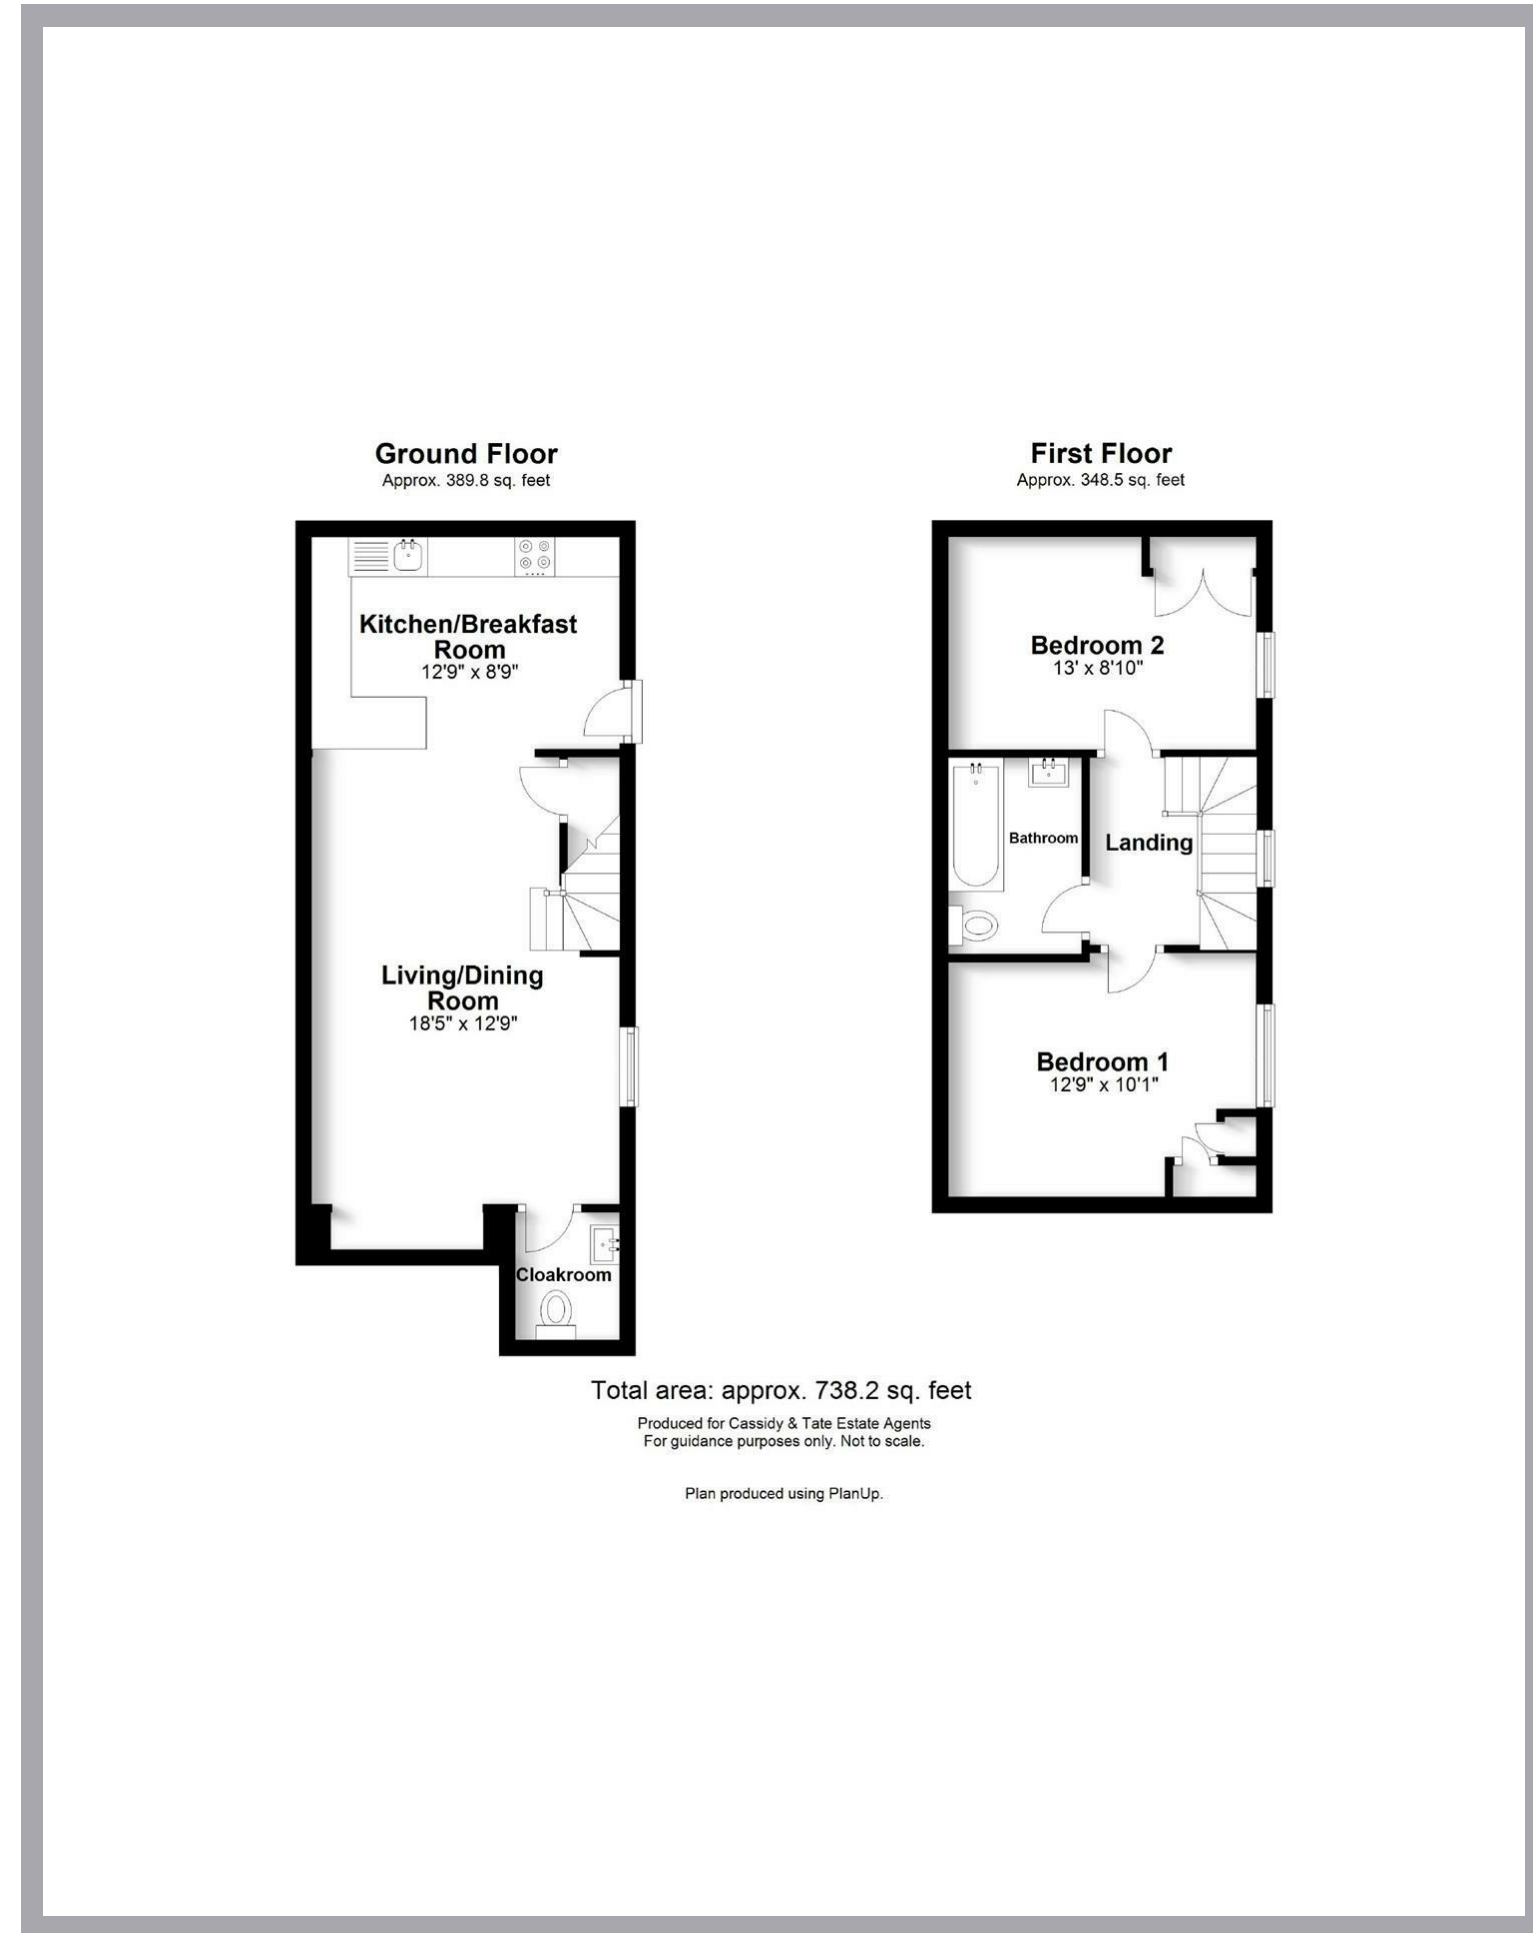 Ground Floor
Approx. 389.8 sq. feet
Kitchen/Breakfast
Room
12'9" x 8'9"
Living/Dining
Room
18'5" x 12'9"
Cloakroom
First Floor
Approx. 348.5 sq. feet
Bedroom 2
13' x 8'10"
Bathroom
Landing
Bedroom 1
12'9" x 10'1"
Total area: approx. 738.2 sq. feet
Produced for Cassidy & Tate Estate Agents
For guidance purposes only. Not to scale.
Plan produced using PlanUp.